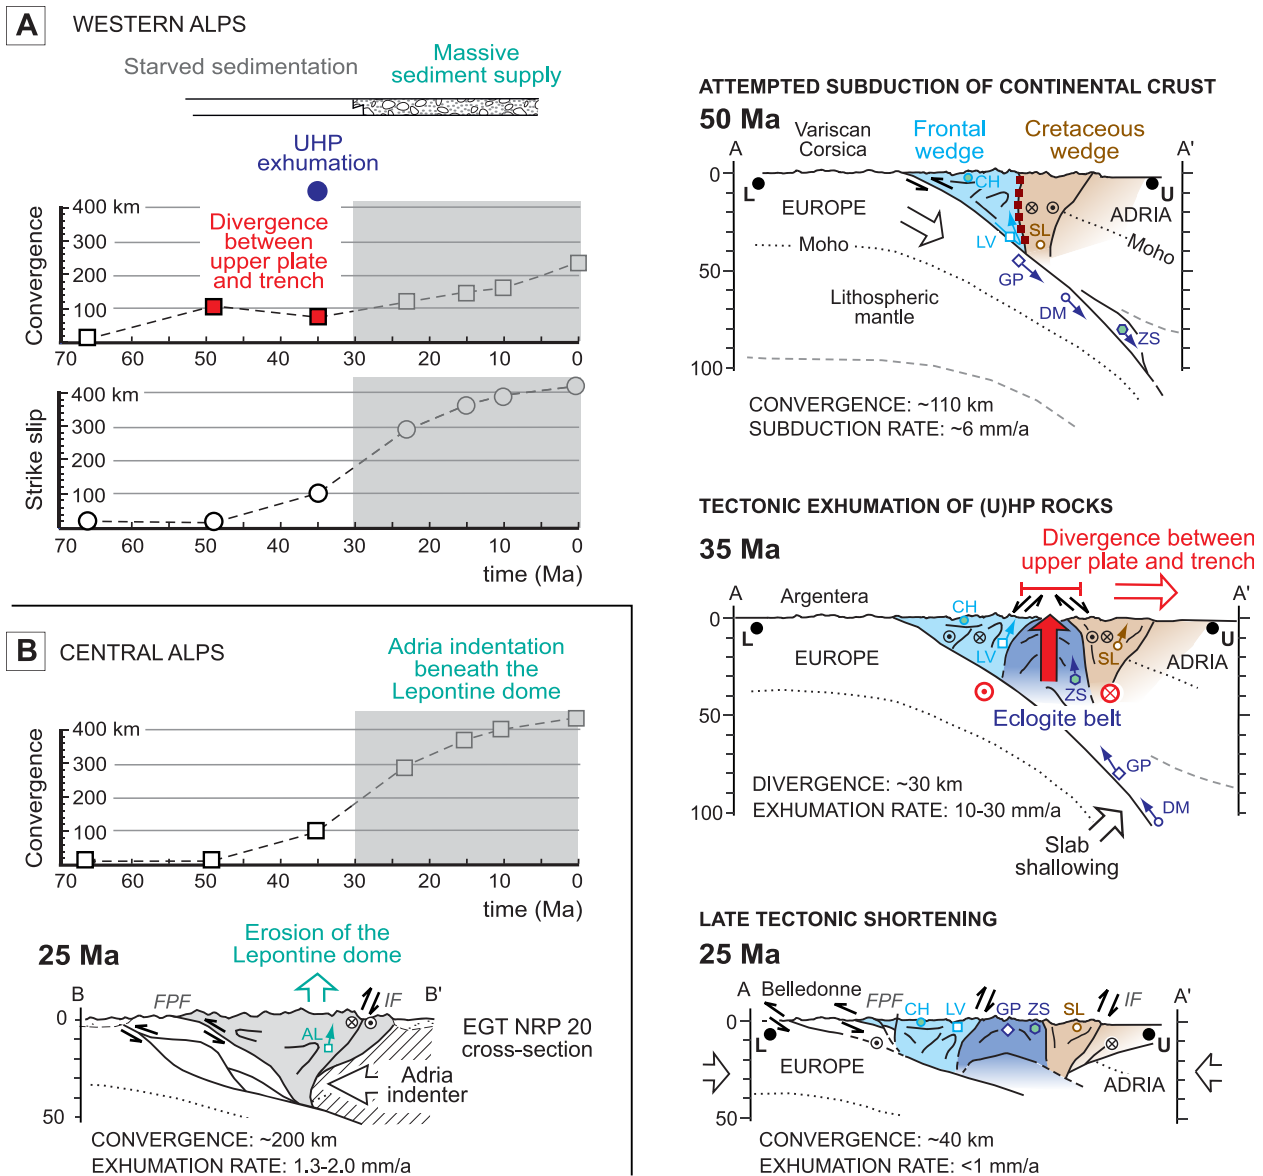 A WESTERN ALPS
Starved sedimentation
Massive
sediment supply
UHP
exhumation
Convergence
400 km
300
200
100
Divergence
between
upper plate
and trench
70 60 50 40 30 20 10 0
Strike slip
400 km
300
200
100
70 60 50 40 30 20 10 0
time (Ma)
B CENTRAL ALPS
Adria indentation
beneath the
Lepontine dome
Convergence
400 km
300
200
100
70 60 50 40 30 20 10 0
time (Ma)
25 Ma
Erosion of the
Lepontine dome
B FPF IF B'
0
AL
EGT NRP 20
cross-section
Adria
indenter
50
CONVERGENCE: ~200 km
EXHUMATION RATE: 1.3-2.0 mm/a
ATTEMPTED SUBDUCTION OF CONTINENTAL CRUST
50 Ma
Variscan
Corsica
Frontal
wedge
Cretaceous
wedge
A A'
0
L CH U
EUROPE ADRIA
Moho LV SL Moho
50
GP
DM
Lithospheric
mantle
ZS
100
CONVERGENCE: ~110 km
SUBDUCTION RATE: ~6 mm/a
TECTONIC EXHUMATION OF (U)HP ROCKS
35 Ma
Divergence between
upper plate and trench
A Argentera A'
0
CH
L U
EUROPE LV SL ADRIA
ZS
50
Eclogite belt
GP
DIVERGENCE: ~30 km
EXHUMATION RATE: 10-30 mm/a
100
DM
Slab
shallowing
LATE TECTONIC SHORTENING
25 Ma
A Belledonne FPF CH LV GP ZS SL IF A'
0
L U
EUROPE ADRIA
50
CONVERGENCE: ~40 km
EXHUMATION RATE: <1 mm/a